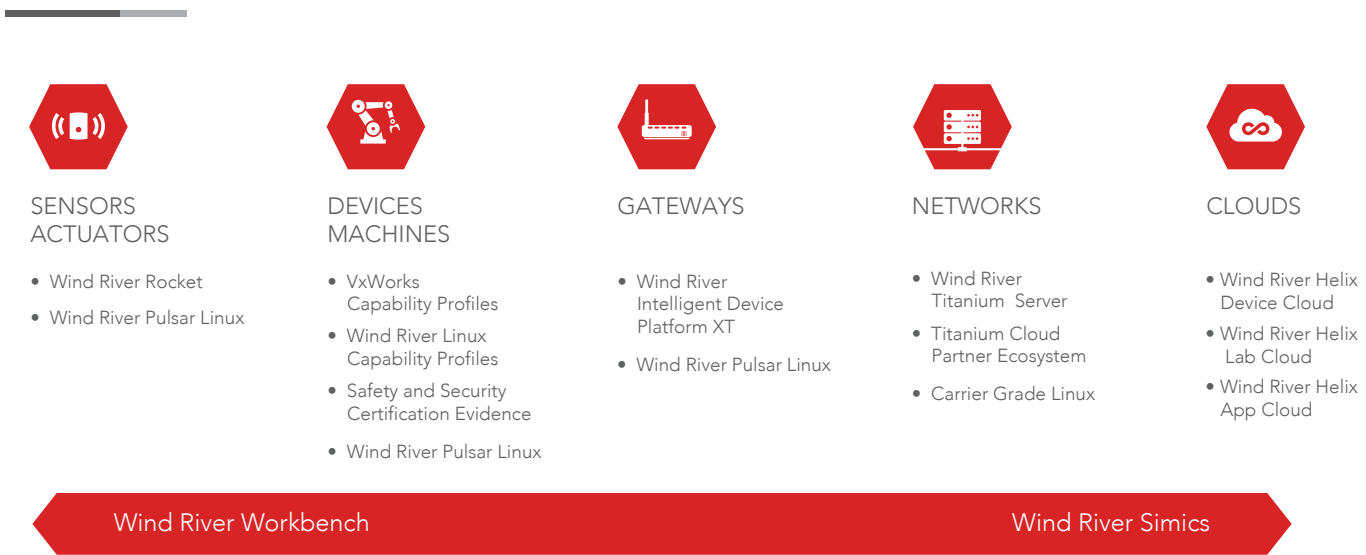 SENSORS
ACTUATORS
• Wind River Rocket
• Wind River Pulsar Linux
DEVICES
MACHINES
• VxWorks
Capability Profiles
• Wind River Linux
Capability Profiles
• Safety and Security
Certification Evidence
• Wind River Pulsar Linux
GATEWAYS
• Wind River
Intelligent Device
Platform XT
• Wind River Pulsar Linux
NETWORKS
• Wind River
Titanium Server
• Titanium Cloud
Partner Ecosystem
• Carrier Grade Linux
CLOUDS
• Wind River Helix
Device Cloud
• Wind River Helix
Lab Cloud
• Wind River Helix
App Cloud
Wind River Workbench
Wind River Simics